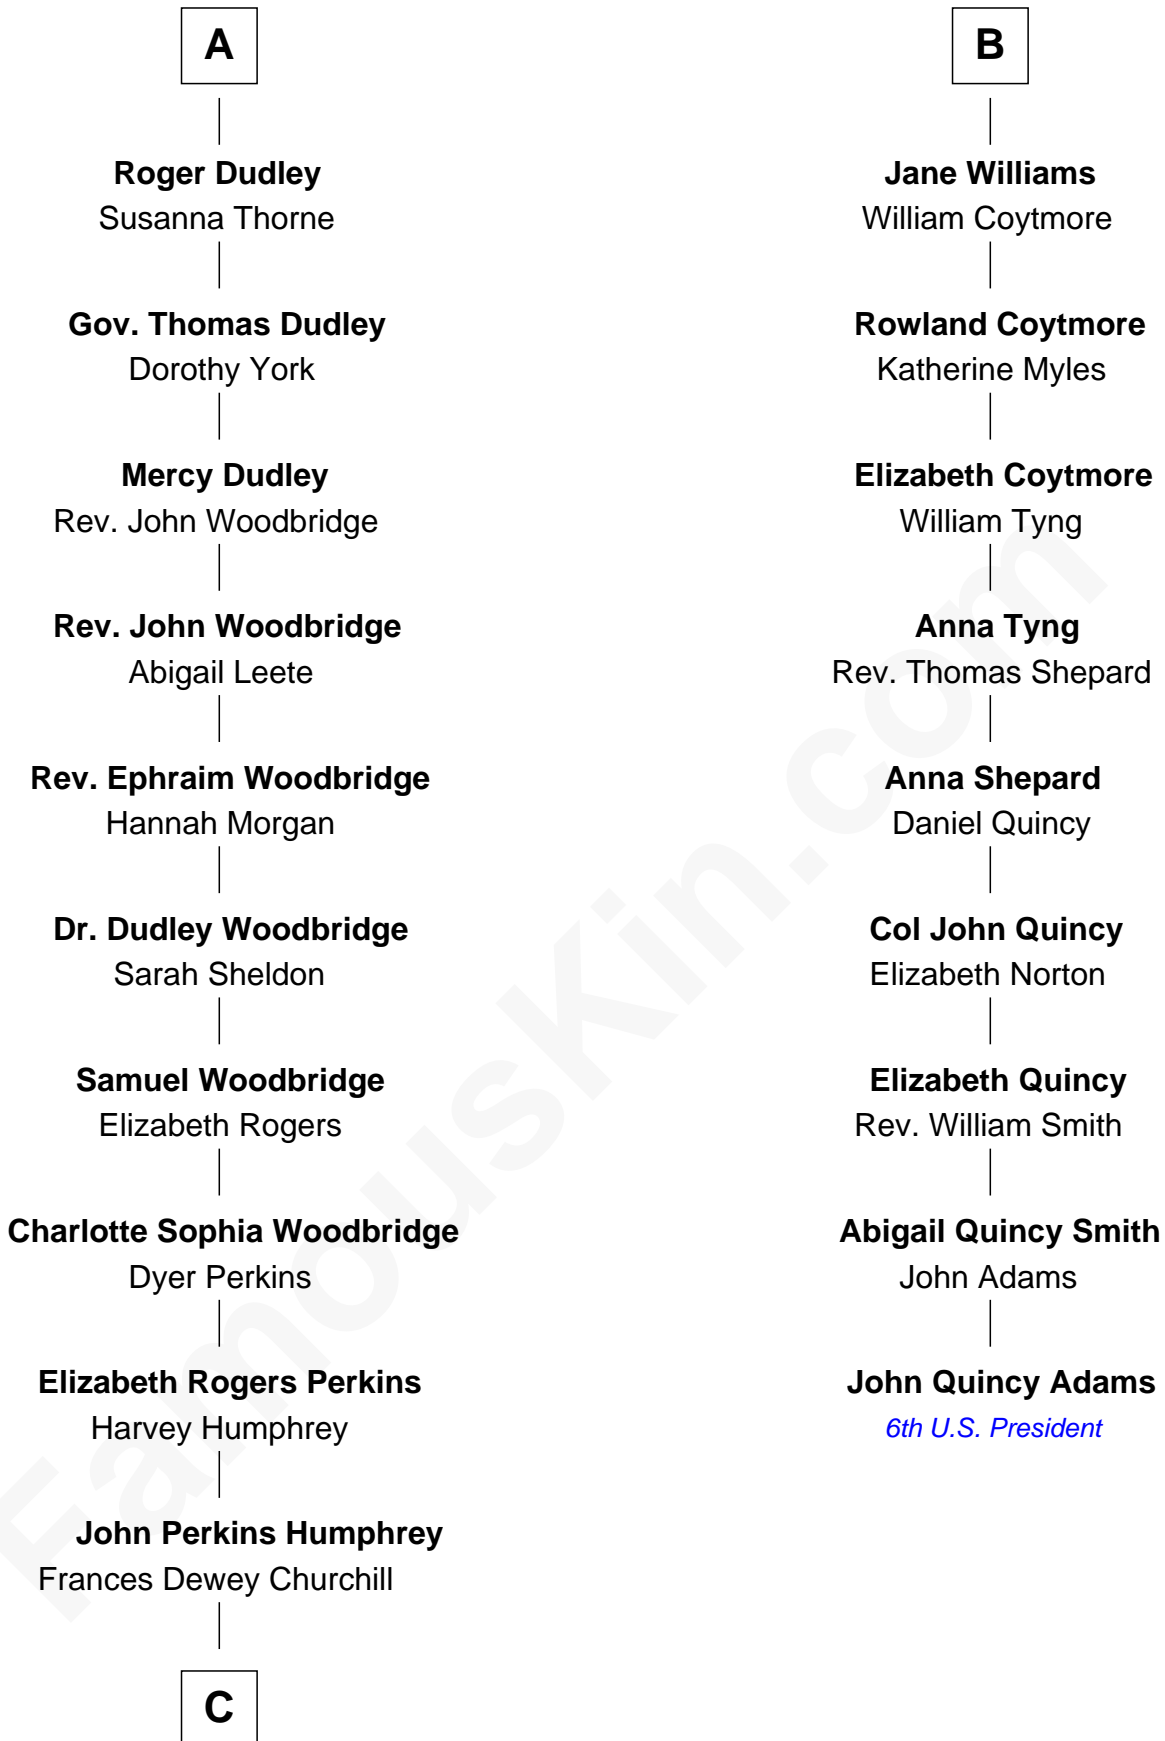 A
Roger Dudley
Susanna Thorne
Gov. Thomas Dudley
Dorothy York
Mercy Dudley
Rev. John Woodbridge
Rev. John Woodbridge
Abigail Leete
Rev. Ephraim Woodbridge
Hannah Morgan
Dr. Dudley Woodbridge
Sarah Sheldon
Samuel Woodbridge
Elizabeth Rogers
Charlotte Sophia Woodbridge
Dyer Perkins
Elizabeth Rogers Perkins
Harvey Humphrey
John Perkins Humphrey
Frances Dewey Churchill
C
B
Jane Williams
William Coytmore
Rowland Coytmore
Katherine Myles
Elizabeth Coytmore
William Tyng
Anna Tyng
Rev. Thomas Shepard
Anna Shepard
Daniel Quincy
Col John Quincy
Elizabeth Norton
Elizabeth Quincy
Rev. William Smith
Abigail Quincy Smith
John Adams
John Quincy Adams
6th U.S. President
FamousKin.com